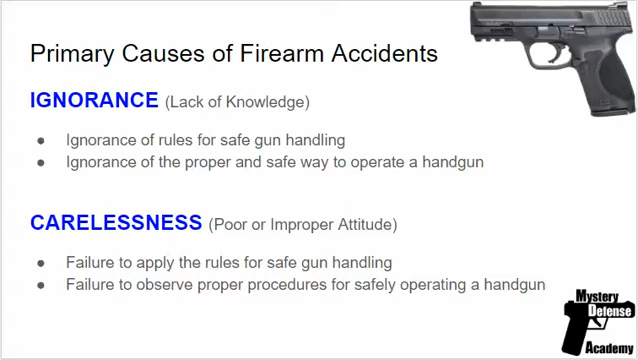 Primary Causes of Firearm Accidents
IGNORANCE (Lack of Knowledge)
● Ignorance of rules for safe gun handling
● Ignorance of the proper and safe way to operate a handgun
CARELESSNESS (Poor or Improper Attitude)
● Failure to apply the rules for safe gun handling
● Failure to observe proper procedures for safely operating a handgun
Mystery
Defense
Academy